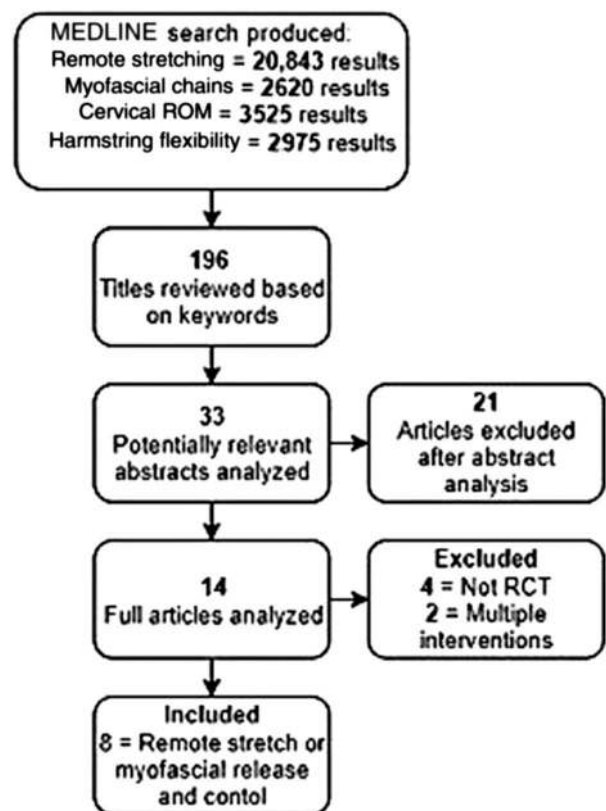 MEDLINE search produced:
Remote stretching = 20,843 results
Myofascial chains = 2620 results
Cervical ROM = 3525 results
Harmstring flexibility = 2975 results
196
Titles reviewed based
on keywords
33
Potentially relevant
abstracts analyzed
21
Articles excluded
after abstract
analysis
14
Full articles analyzed
Excluded
4 = Not RCT
2 = Multiple
interventions
Included
8 = Remote stretch or
myofascial release
and contol